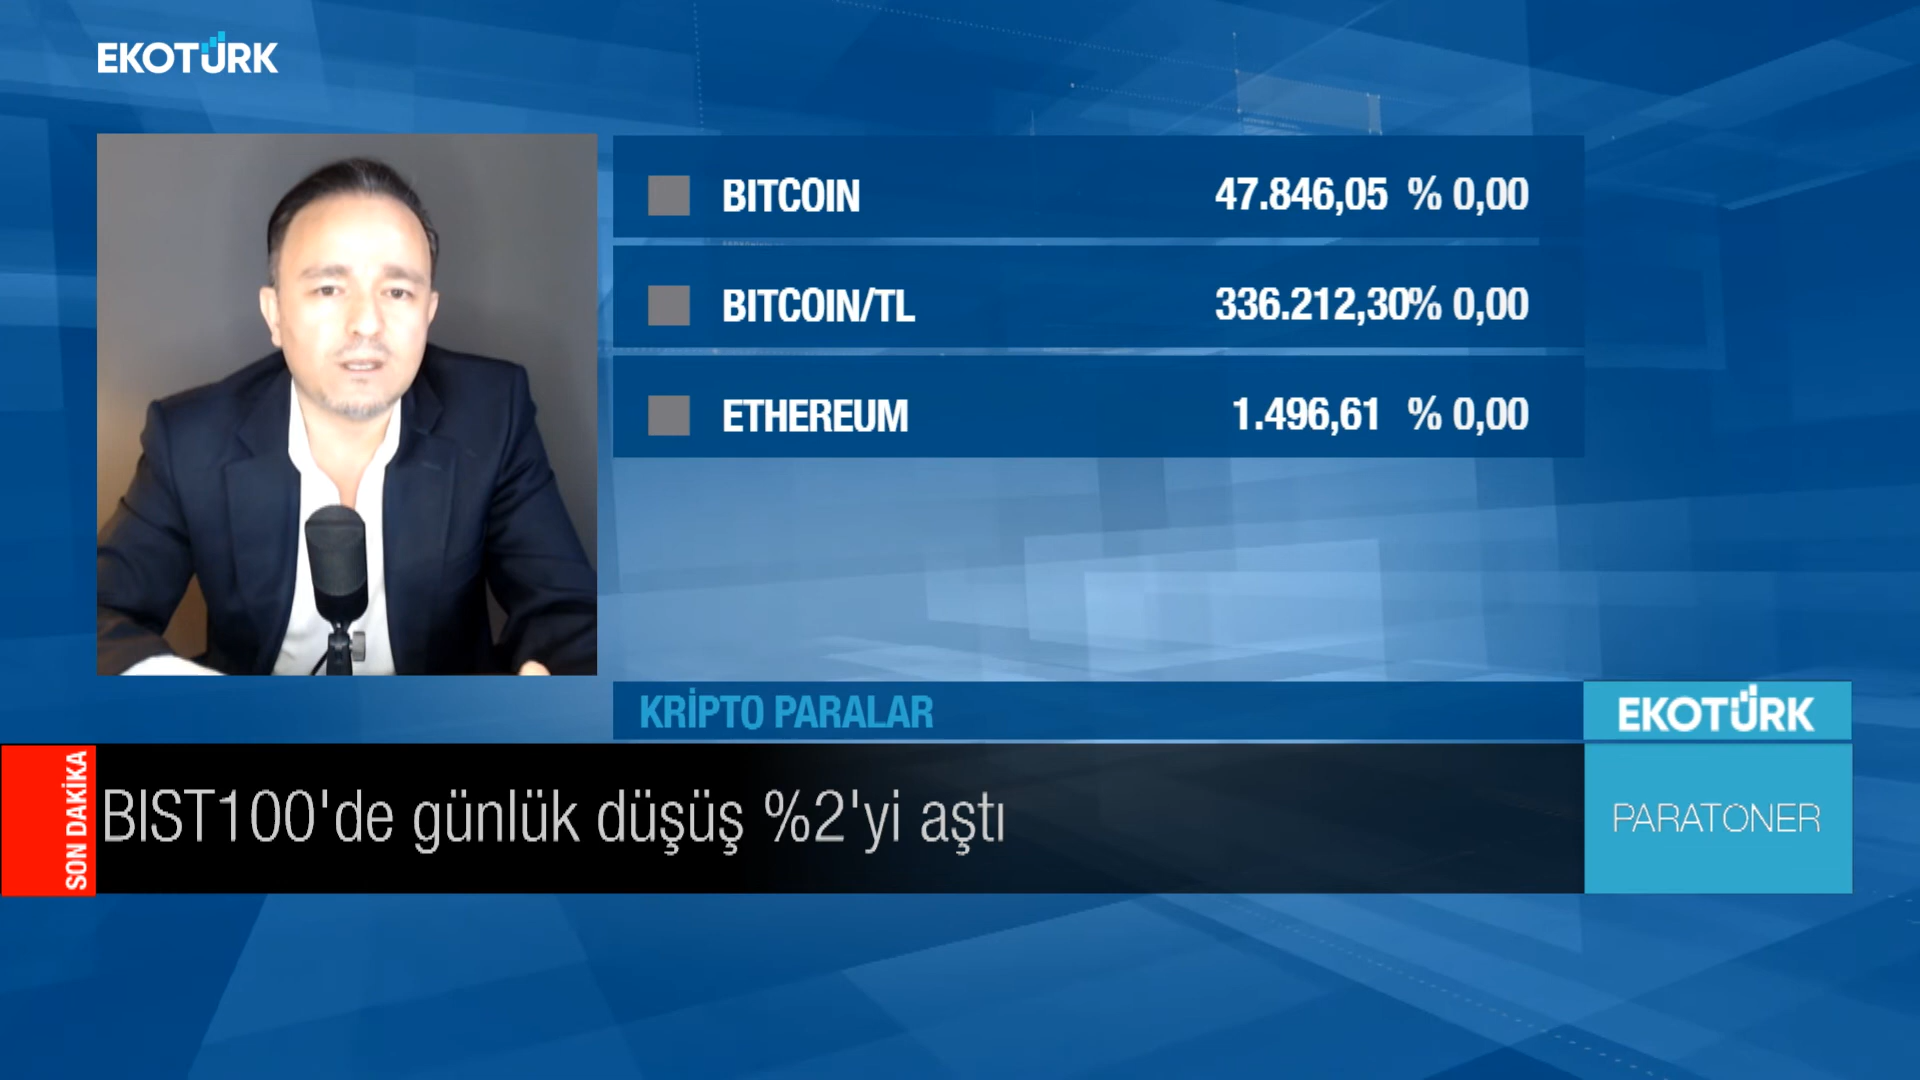 EKOTÜRK
BITCOIN 47.846,05 % 0,00
BITCOIN/TL 336.212,30% 0,00
ETHEREUM 1.496,61 % 0,00
KRİPTO PARALAR
EKOTÜRK
SON DAKİKA
BIST100'de günlük düşüş %2'yi aştı
PARATONER